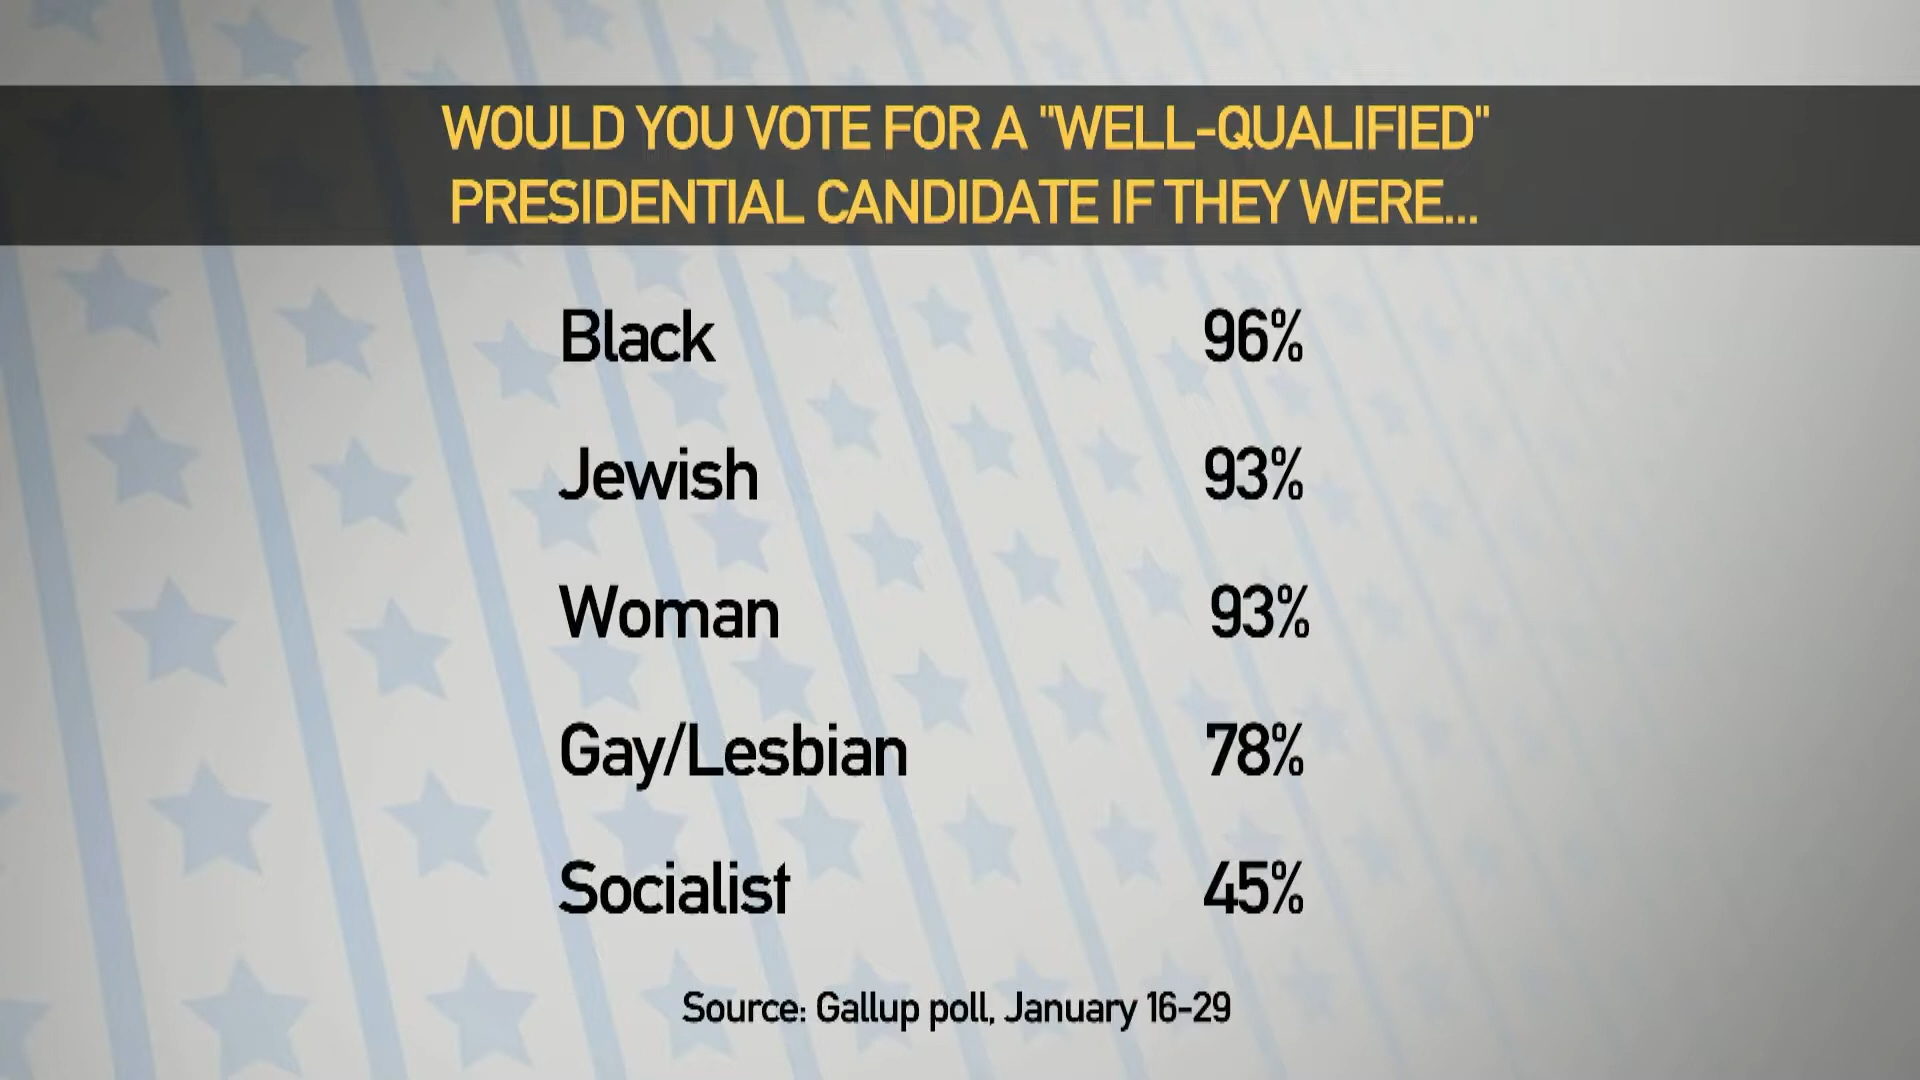 WOULD YOU VOTE FOR A "WELL-QUALIFIED"
PRESIDENTIAL CANDIDATE IF THEY WERE...
Black 96%
Jewish 93%
Woman 93%
Gay/Lesbian 78%
Socialist 45%
Source: Gallup poll, January 16-29